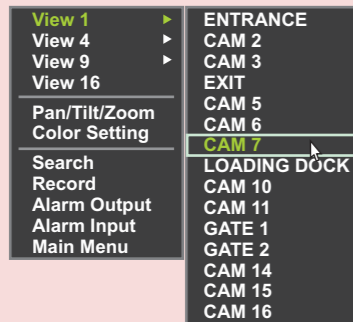 View 1
View 4
View 9
View 16
Pan/Tilt/Zoom
Color Setting
Search
Record
Alarm Output
Alarm Input
Main Menu
ENTRANCE
CAM 2
CAM 3
EXIT
CAM 5
CAM 6
CAM 7
LOADING DOCK
CAM 10
CAM 11
GATE 1
GATE 2
CAM 14
CAM 15
CAM 16